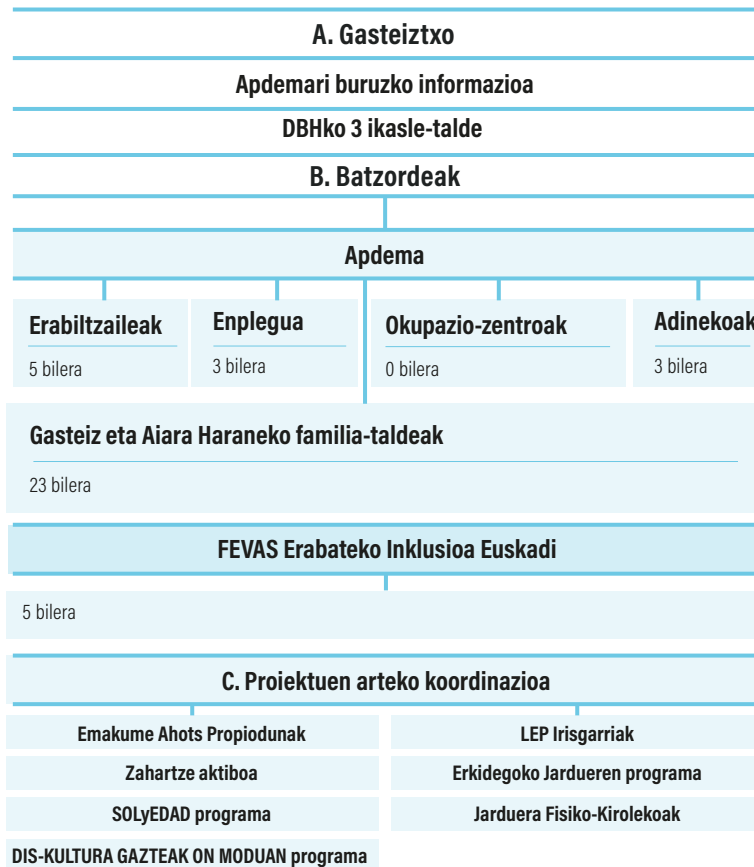 A. Gasteiztxo
Apdemari buruzko informazioa
DBHko 3 ikasle-talde
B. Batzordeak
Apdema
Erabiltzaileak
5 bilera
Enplegua
3 bilera
Okupazio-zentroak
0 bilera
Adinekoak
3 bilera
Gasteiz eta Aiara Haraneko familia-taldeak
23 bilera
FEVAS Erabateko Inklusioa Euskadi
5 bilera
C. Proiektuen arteko koordinazioa
Emakume Ahots Propiodunak
LEP Irisgarriak
Zahartze aktiboa
Erkidegoko Jardueren programa
SOLyEDAD programa
Jarduera Fisiko-Kirolekoak
DIS-KULTURA GAZTEAK ON MODUAN programa